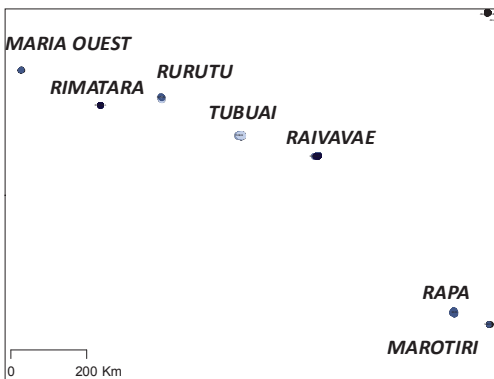 MARIA OUEST
RURUTU
RIMATARA
TUBUAI
RAIVAVAE
RAPA
MAROTIRI
0 200 Km